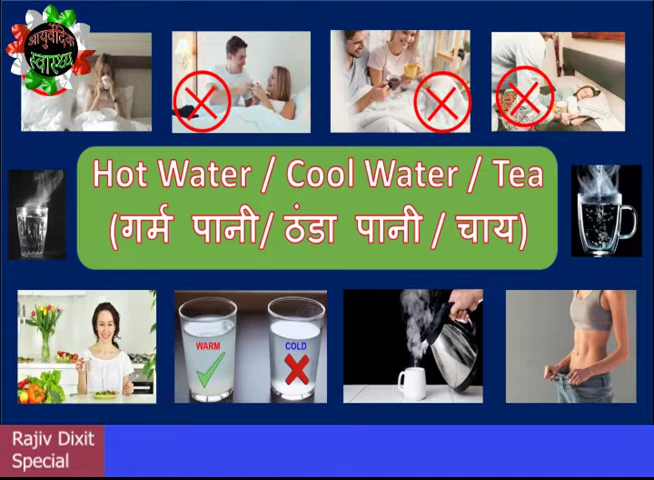 आयुर्वेदिक
स्वास्थ्य
Hot Water / Cool Water / Tea
(गर्म पानी/ ठंडा पानी / चाय)
WARM
COLD
Rajiv Dixit
Special